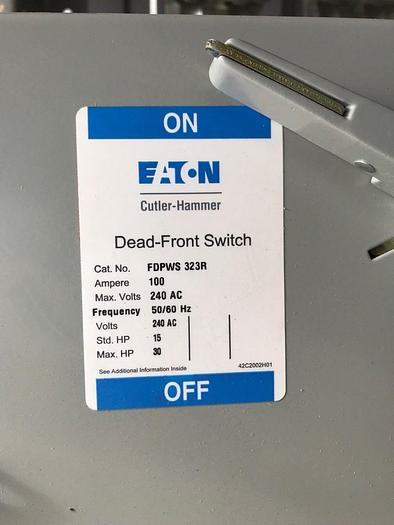 ON
EATON
Cutler-Hammer
Dead-Front Switch
Cat. No. FDPWS 323R
Ampere 100
Max. Volts 240 AC
Frequency 50/60 Hz
Volts 240 AC
Std. HP 15
Max. HP 30
See Additional Information Inside 42C2002H01
OFF